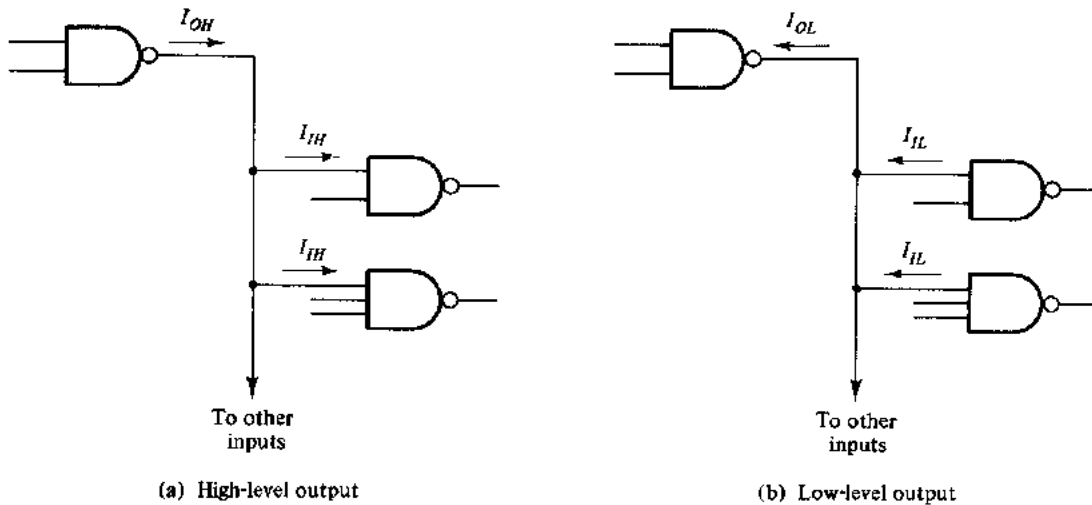 I_OH
I_IH
I_IH
To other
inputs
(a) High-level output
I_OL
I_IL
I_IL
To other
inputs
(b) Low-level output